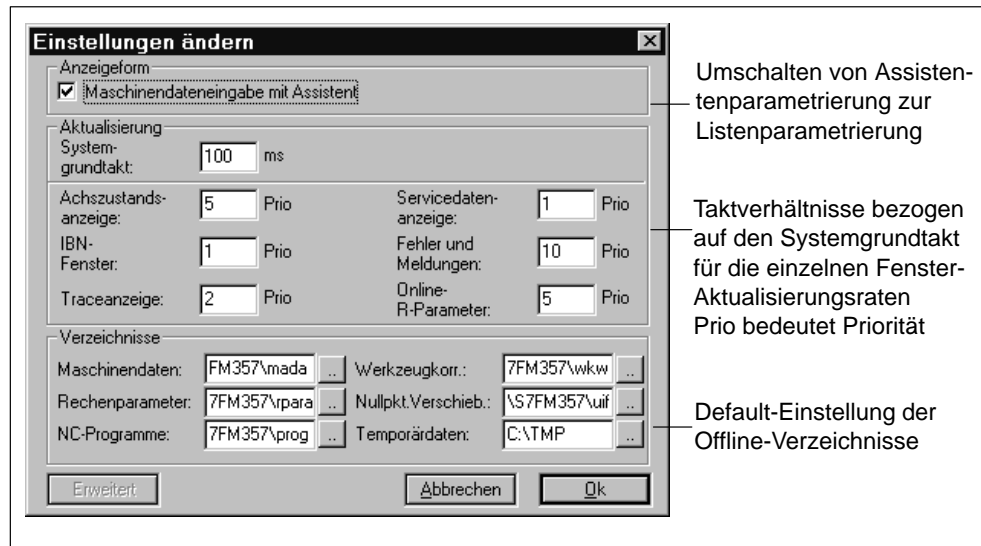 Einstellungen ändern
Anzeigeform
Maschinendateneingabe mit Assistent
Aktualisierung
System-
grundtakt: 100 ms
Achszustands-
anzeige: 5 Prio
Servicedaten-
anzeige: 1 Prio
IBN-
Fenster: 1 Prio
Fehler und
Meldungen: 10 Prio
Traceanzeige: 2 Prio
Online-
R-Parameter: 5 Prio
Verzeichnisse
Maschinendaten: FM357\mada .. Werkzeugkorr.: 7FM357\wkw ..
Rechenparameter: 7FM357\rpara .. Nullpkt.Verschieb.: \S7FM357\uif ..
NC-Programme: 7FM357\prog .. Temporärdaten: C:\TMP ..
Erweitert Abbrechen Ok
Umschalten von Assisten-
tenparametrierung zur
Listenparametrierung
Taktverhältnisse bezogen
auf den Systemgrundtakt
für die einzelnen Fenster-
Aktualisierungsraten
Prio bedeutet Priorität
Default-Einstellung der
Offline-Verzeichnisse